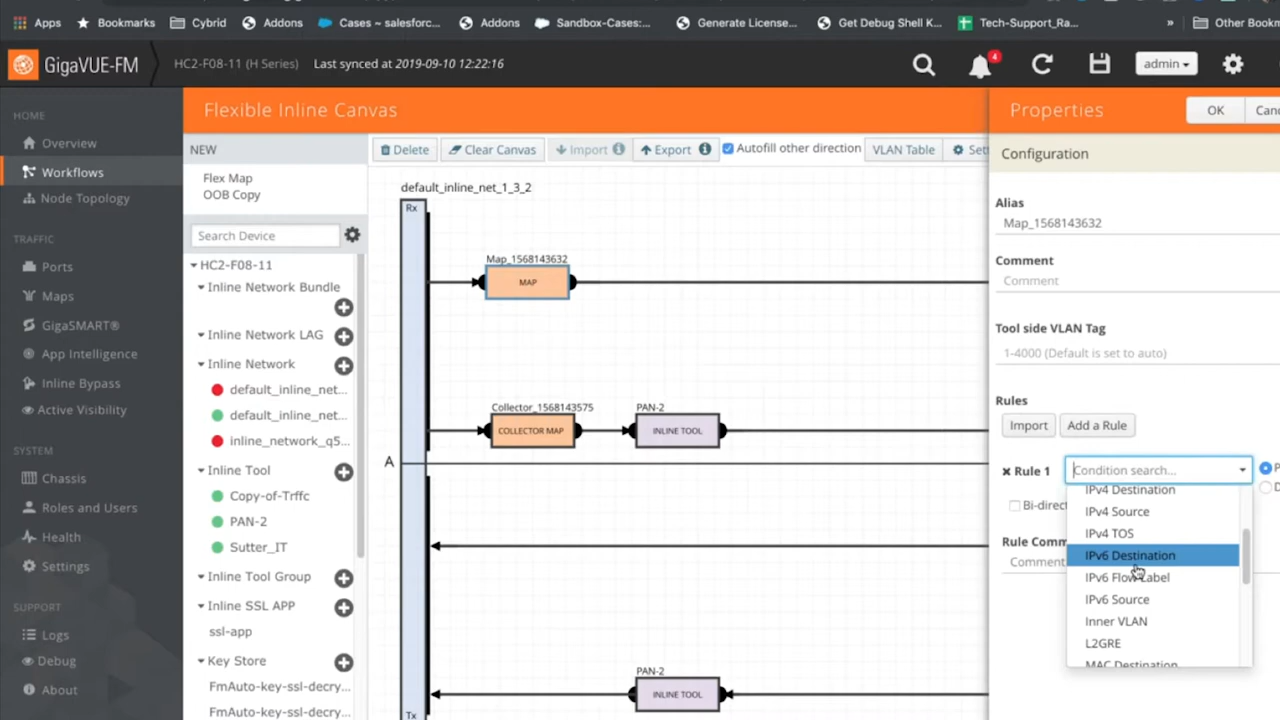 Apps Bookmarks Cybrid Addons Cases ~ salesforc... Addons Sandbox-Cases:... Generate License... Get Debug Shell K... Tech-Support_Ra... » Other Bookm
GigaVUE-FM HC2-F08-11 (H Series) Last synced at 2019-09-10 12:22:16 4 admin
HOME
Overview
Workflows
Node Topology
TRAFFIC
Ports
Maps
GigaSMART®
App Intelligence
Inline Bypass
Active Visibility
SYSTEM
Chassis
Roles and Users
Health
Settings
SUPPORT
Logs
Debug
About
Flexible Inline Canvas
NEW
Flex Map
OOB Copy
Search Device
HC2-F08-11
Inline Network Bundle
Inline Network LAG
Inline Network
default_inline_net...
default_inline_net...
inline_network_q5...
Inline Tool
Copy-of-Trffc
PAN-2
Sutter_IT
Inline Tool Group
Inline SSL APP
ssl-app
Key Store
FmAuto-key-ssl-decry...
FmAuto-key-ssl-decry...
Delete Clear Canvas Import Export Autofill other direction VLAN Table Sett
default_inline_net_1_3_2
Rx
Map_1568143632
MAP
Collector_1568143575 PAN-2
COLLECTOR MAP INLINE TOOL
A
PAN-2
INLINE TOOL
Tx
Properties OK Canc
Configuration
Alias
Map_1568143632
Comment
Comment
Tool side VLAN Tag
1-4000 (Default is set to auto)
Rules
Import Add a Rule
Rule 1 Condition search... P
D
Bi-direct
Rule Comm
Comment
IPv4 Destination
IPv4 Source
IPv4 TOS
IPv6 Destination
IPv6 Flow Label
IPv6 Source
Inner VLAN
L2GRE
MAC Destination